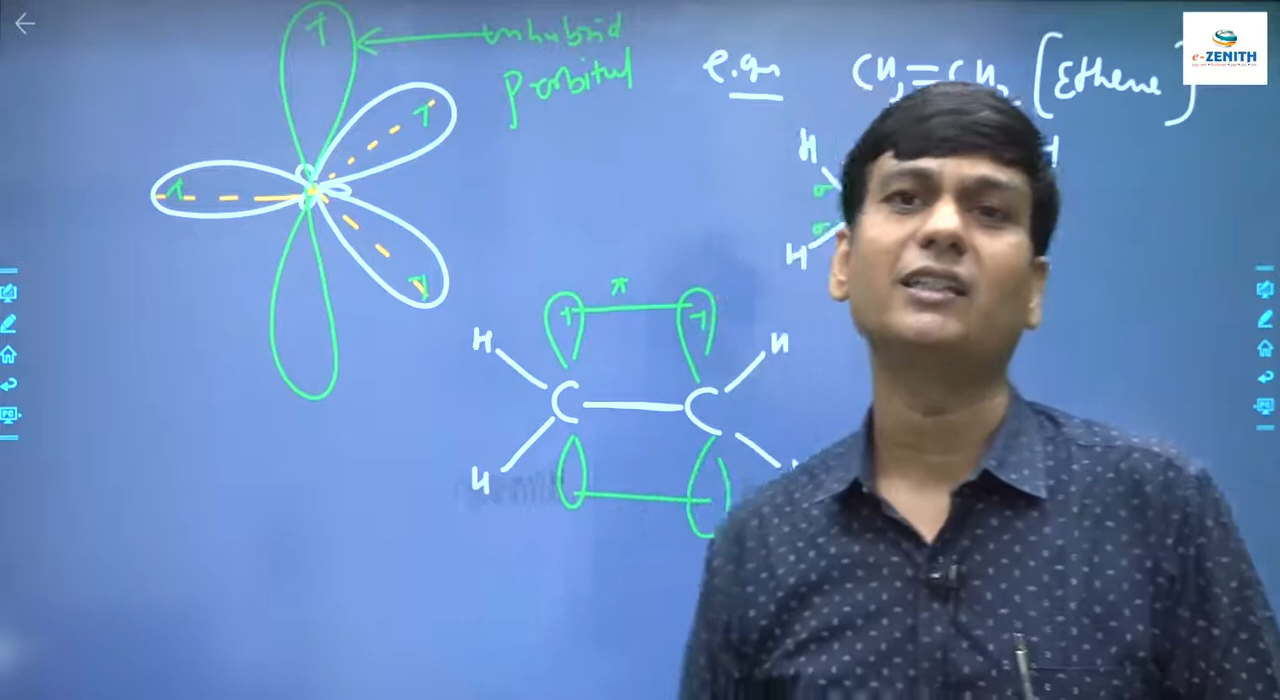 unhybrid
p orbital
e.g.
CH₂=CH₂ [Ethene]
e-ZENITH
H
H
H
σ
σ
π
H
H
C
C
H